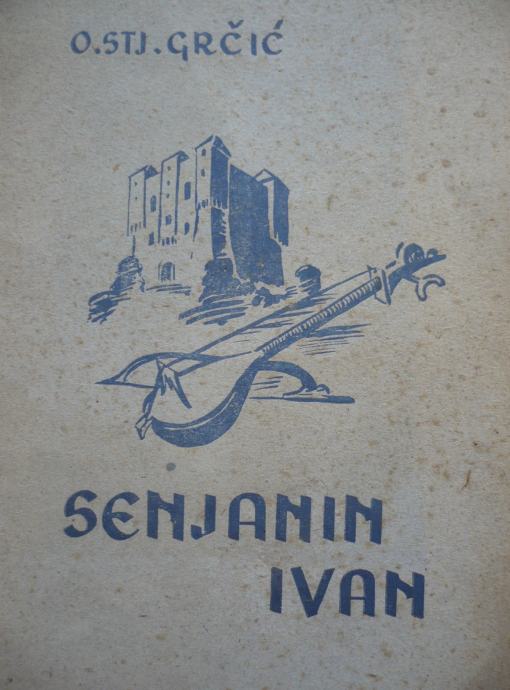 O. STJ. GRČIĆ
SENJANIN
IVAN